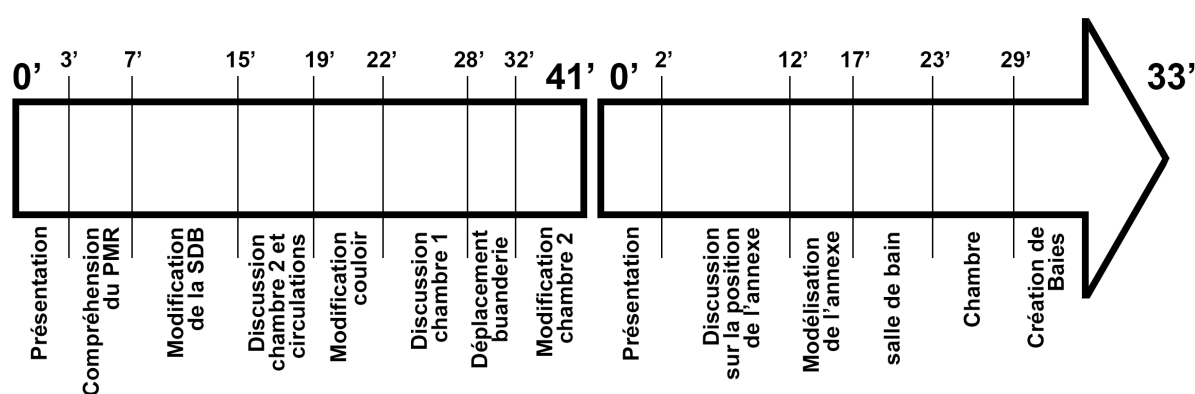 0’ 3’ 7’ 15’ 19’ 22’ 28’ 32’ 41’ 0’ 2’ 12’ 17’ 23’ 29’ 33’
Présentation
Compréhension
du PMR
Modification
de la SDB
Discussion
chambre 2 et
circulations
Modification
couloir
Discussion
chambre 1
Déplacement
buanderie
Modification
chambre 2
Présentation
Discussion
sur la position
de l’annexe
Modélisation
de l’annexe
salle de bain
Chambre
Création de
Baies